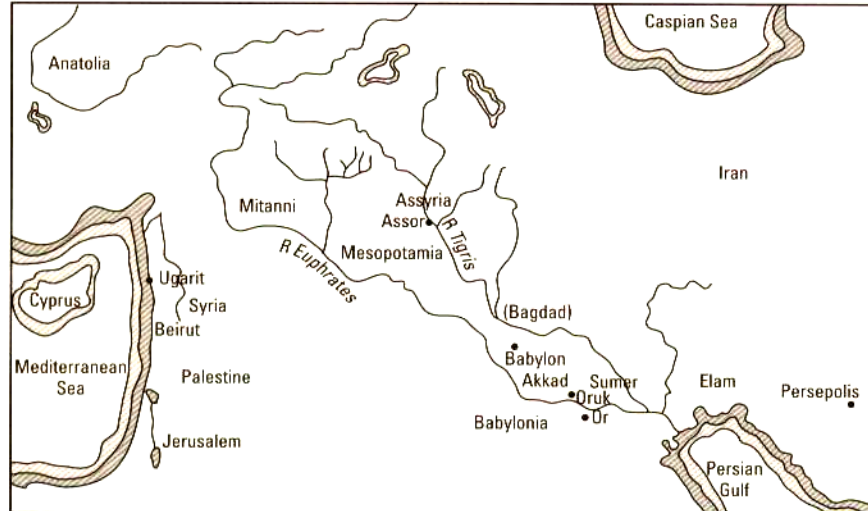 Caspian Sea
Anatolia
Iran
Mitanni
Assyria
Assor
R Tigris
Mesopotamia
R Euphrates
Ugarit
Cyprus
Syria
(Bagdad)
Beirut
Babylon
Mediterranean
Sea
Palestine
Akkad
Sumer
Elam
Persepolis
Oruk
Or
Babylonia
Jerusalem
Persian
Gulf